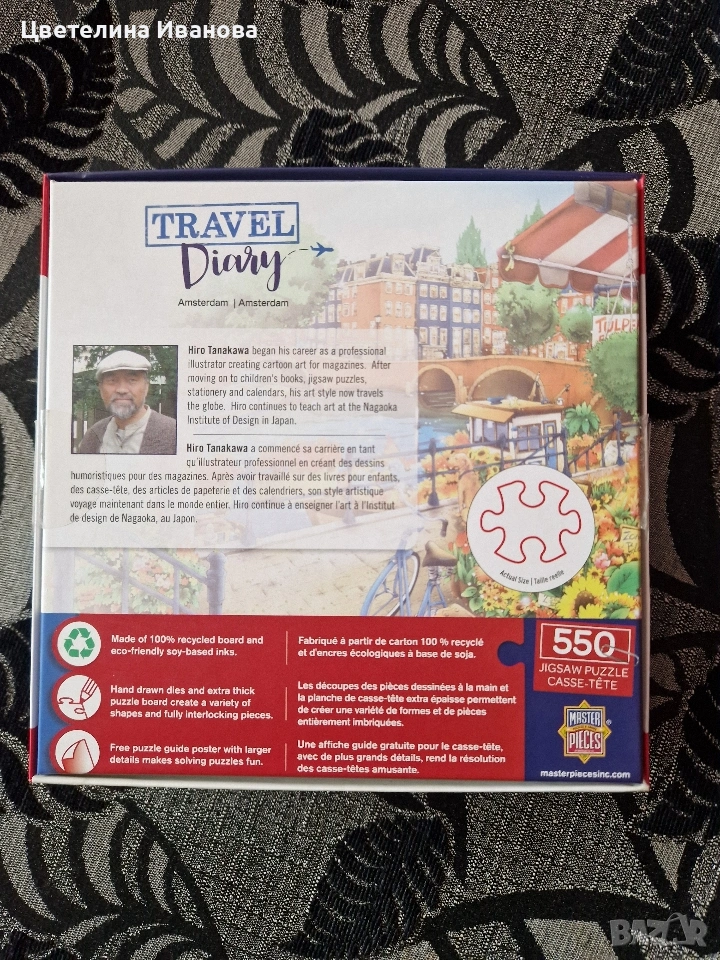 Цветелина Иванова
TRAVEL
Diary
Amsterdam | Amsterdam
Hiro Tanakawa began his career as a professional
illustrator creating cartoon art for magazines. After
moving on to children's books, jigsaw puzzles,
stationery and calendars, his art style now travels
the globe. Hiro continues to teach art at the Nagaoka
Institute of Design in Japan.
Hiro Tanakawa a commencé sa carrière en tant
qu'illustrateur professionnel en créant des dessins
humoristiques pour des magazines. Après avoir travaillé sur des livres pour enfants,
des casse-tête, des articles de papeterie et des calendriers, son style artistique
voyage maintenant dans le monde entier. Hiro continue à enseigner l'art à l'Institut
de design de Nagaoka, au Japon.
TULPE
Actual Size | Taille réelle
Made of 100% recycled board and
eco-friendly soy-based inks.
Fabriqué à partir de carton 100 % recyclé
et d'encres écologiques à base de soja.
Hand drawn dies and extra thick
puzzle board create a variety of
shapes and fully interlocking pieces.
Les découpes des pièces dessinées à la main et
la planche de casse-tête extra épaisse permettent
de créer une variété de formes et de pièces
entièrement imbriquées.
Free puzzle guide poster with larger
details makes solving puzzles fun.
Une affiche guide gratuite pour le casse-tête,
avec de plus grands détails, rend la résolution
des casse-têtes amusante.
550
JIGSAW PUZZLE
CASSE-TÊTE
MASTER
PIECES®
masterpiecesinc.com
BAZAR